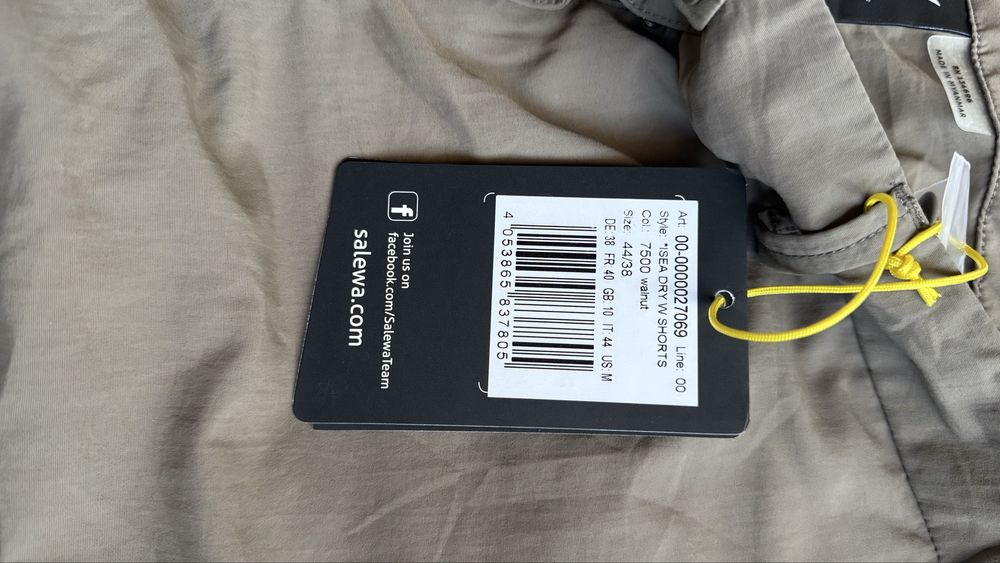 Art: 00-0000027069 Line: 00
Style: *ISEA DRY W SHORTS
Col.: 7500 walnut
Size: 44/38
DE: 38 FR: 40 GB 10 IT: 44 US: M
4 053865 837805
f
Join us on
facebook.com/SalewaTeam
salewa.com
MADE IN MYANMAR